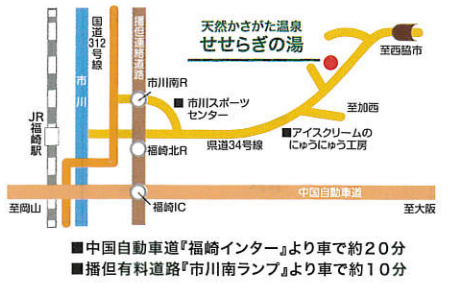 国道312号線
播但連絡道路
天然かさがた温泉
せせらぎの湯
至西脇市
市川
市川南R
■市川スポーツ
センター
至加西
JR
福崎駅
福崎北R
県道34号線
■アイスクリームの
にゅうにゅう工房
中国自動車道
至岡山
福崎IC
至大阪
■中国自動車道『福崎インター』より車で約20分
■播但有料道路『市川南ランプ』より車で約10分